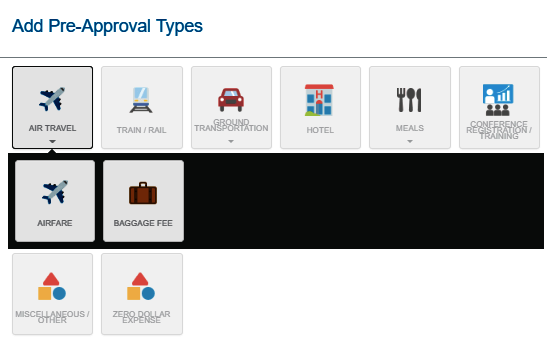 Add Pre-Approval Types
AIR TRAVEL
TRAIN / RAIL
GROUND
TRANSPORTATION
HOTEL
MEALS
CONFERENCE
REGISTRATION /
TRAINING
AIRFARE
BAGGAGE FEE
MISCELLANEOUS /
OTHER
ZERO DOLLAR
EXPENSE